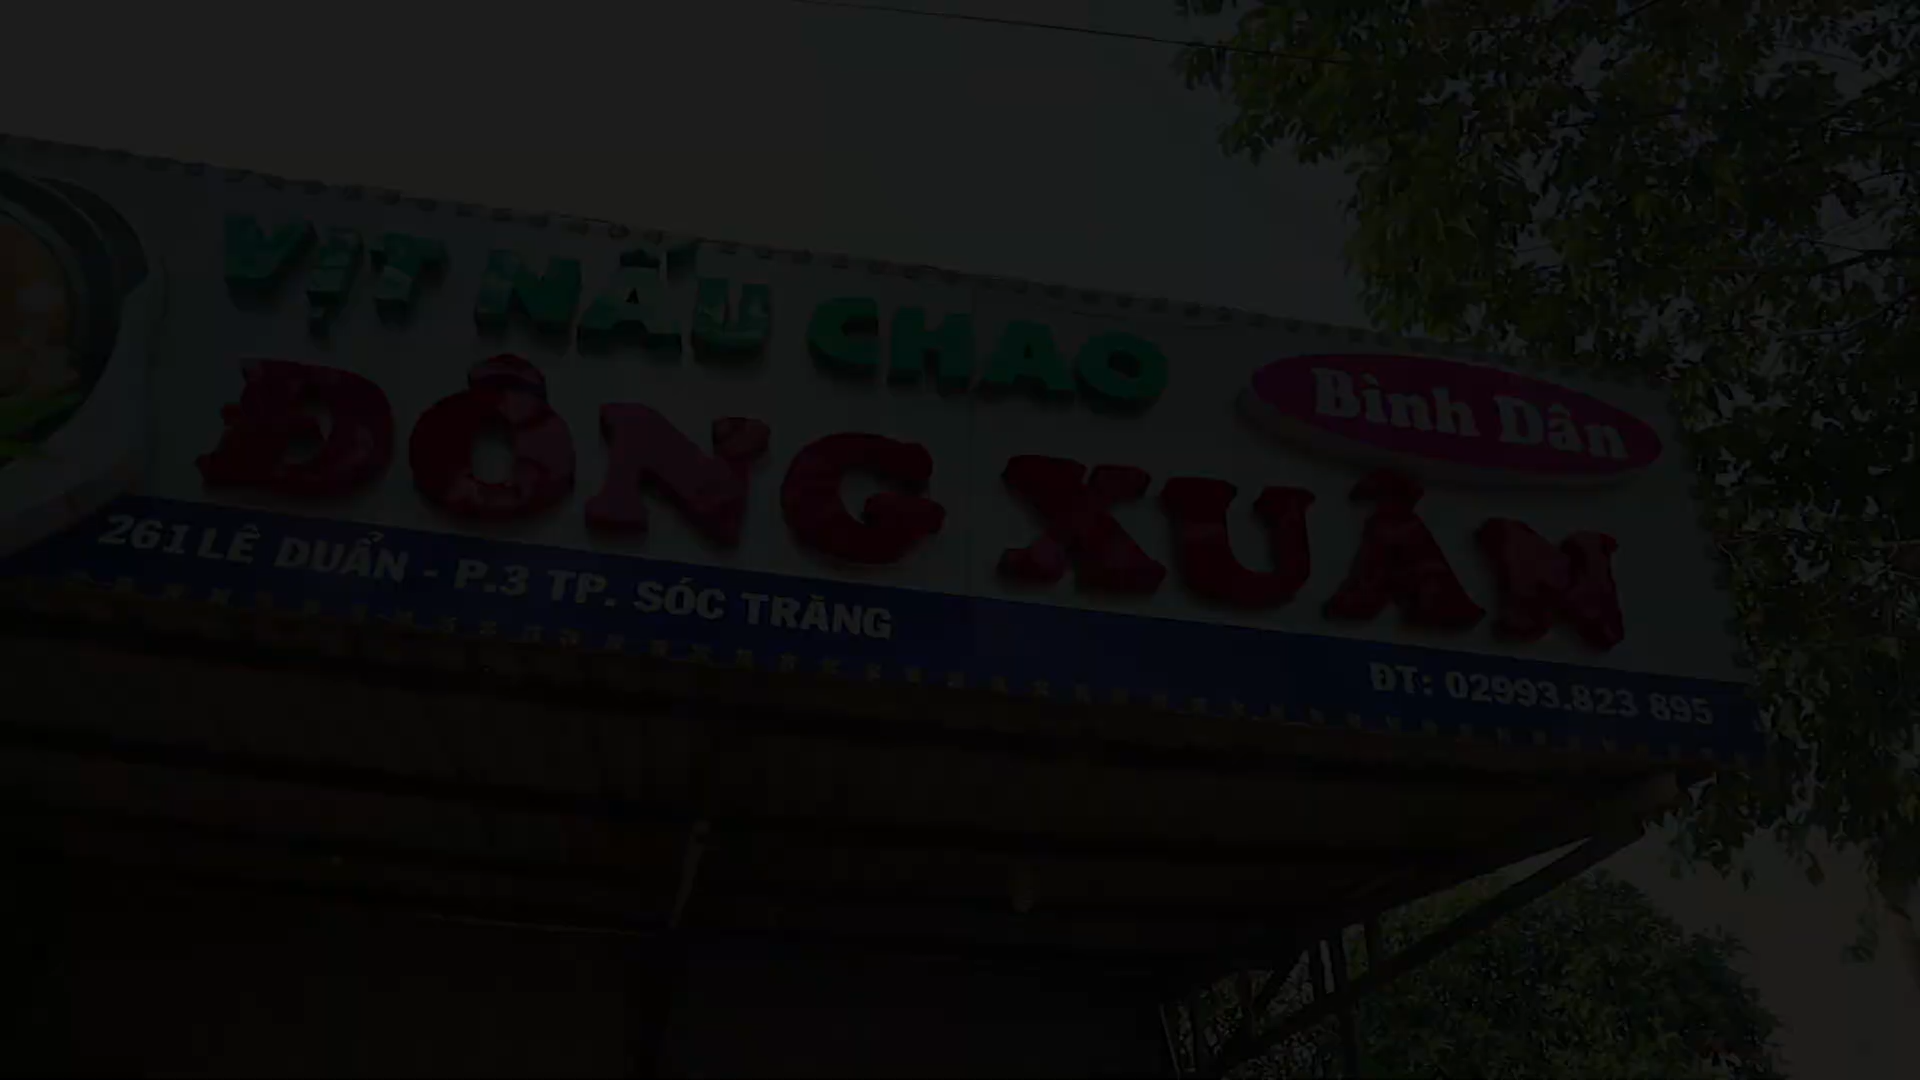 VỊT NẤU CHAO
Bình Dân
ĐÔNG XUÂN
261 LÊ DUẨN - P.3 TP. SÓC TRĂNG
ĐT: 02993.823 895